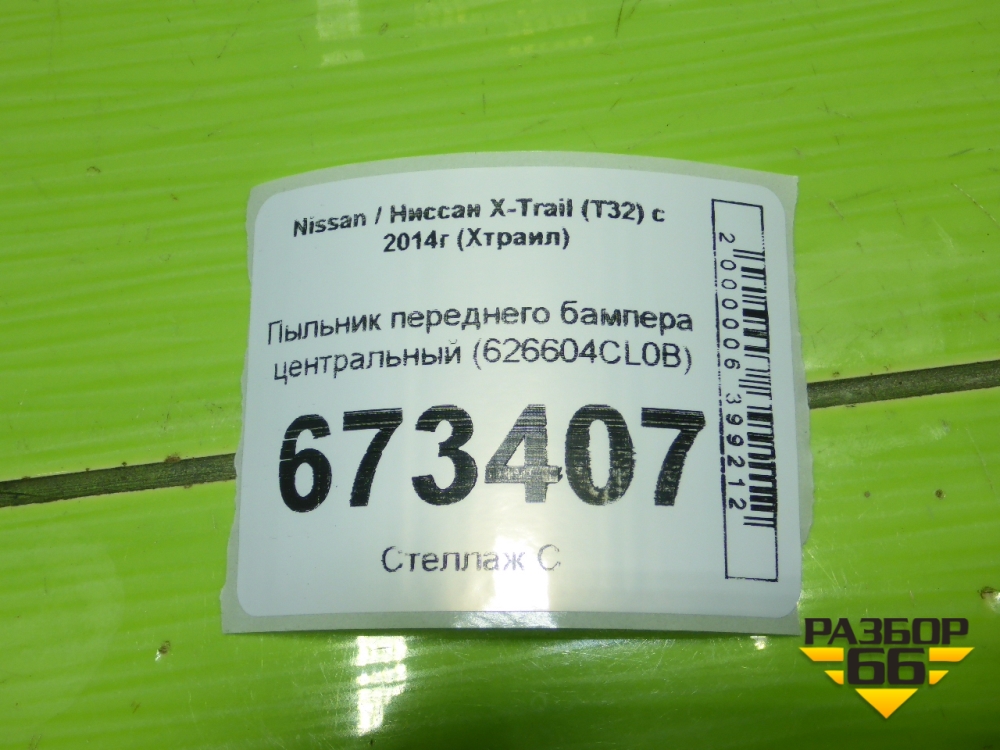 Nissan / Ниссан X-Trail (T32) с
2014г (Хтраил)
Пыльник переднего бампера
центральный (626604CL0B)
673407
Стеллаж С
2000006399212
РАЗБОР
66